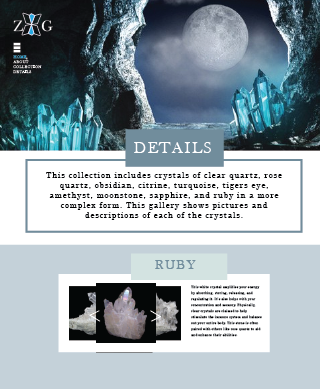 Z G
HOME
ABOUT
COLLECTION
DETAILS
DETAILS
This collection includes crystals of clear quartz, rose
quartz, obsidian, citrine, turquoise, tigers eye,
amethyst, moonstone, sapphire, and ruby in a more
complex form. This gallery shows pictures and
descriptions of each of the crystals.
RUBY
This white crystal amplifies your energy
by absorbing, storing, releasing, and
regulating it. It's also helps with your
concentration and memory. Physically,
clear crystals are claimed to help
stimulate the immune system and balance
out your entire body. This stone is often
paired with others like rose quartz to aid
and enhance their abilities.